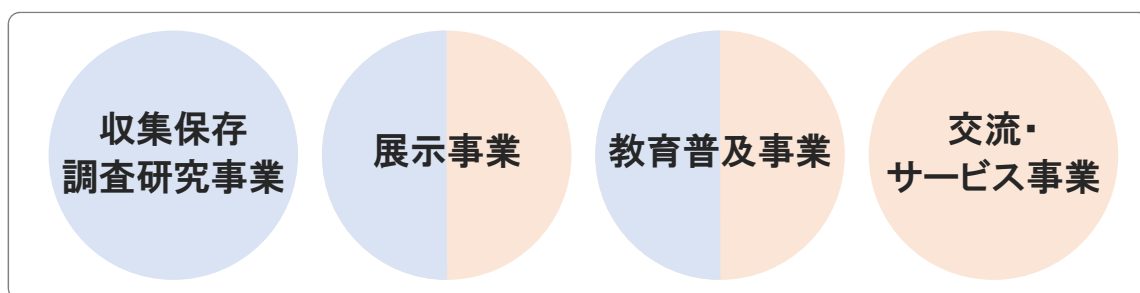 収集保存
調査研究事業
展示事業
教育普及事業
交流・
サービス事業